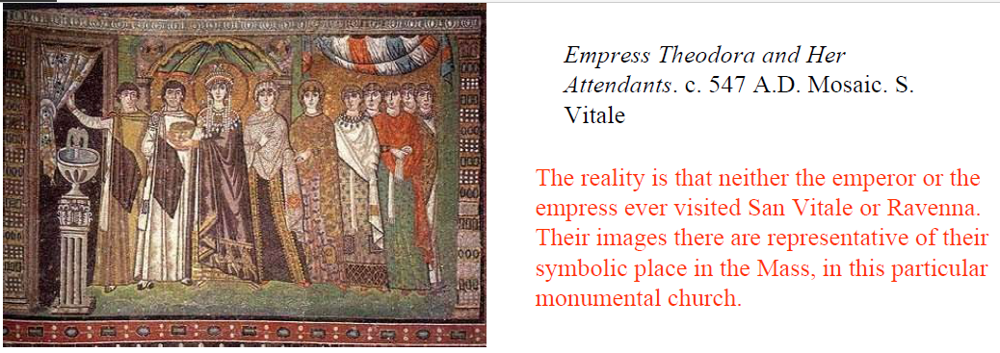 Empress Theodora and Her
Attendants. c. 547 A.D. Mosaic. S.
Vitale
The reality is that neither the emperor or the
empress ever visited San Vitale or Ravenna.
Their images there are representative of their
symbolic place in the Mass, in this particular
monumental church.